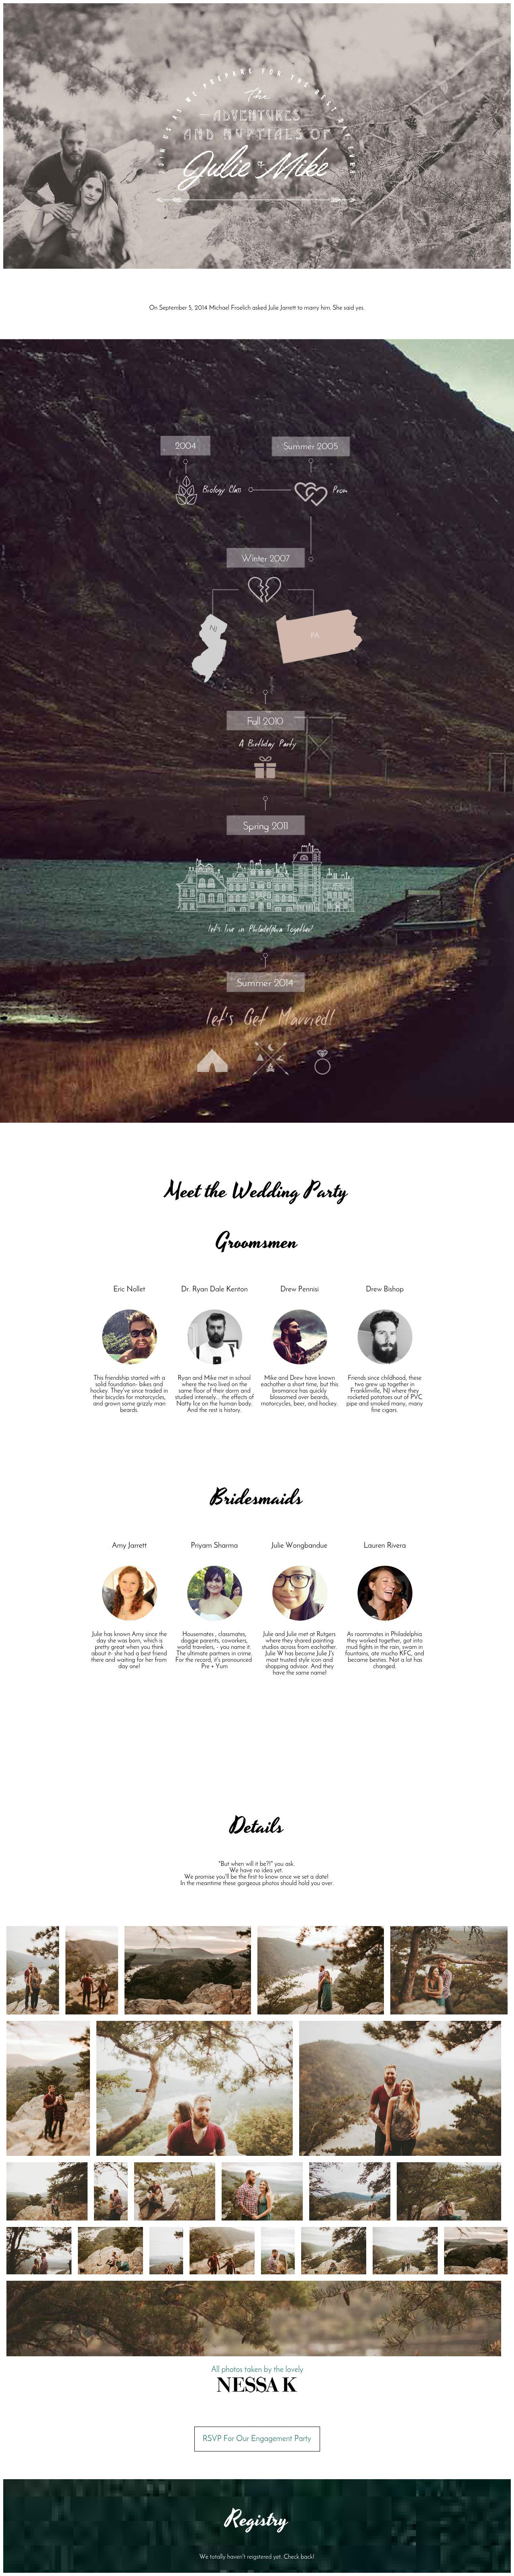 JOIN US AS WE PREPARE FOR THE BEST DAY EVER
The
ADVENTURES
AND NUPTIALS OF
Julie & Mike
On September 5, 2014 Michael Froelich asked Julie Jarrett to marry him. She said yes.
2004
Summer 2005
Biology Class
Prom
Winter 2007
NJ
PA
Fall 2010
A Birthday Party
Spring 2011
let's live in Philadelphia Together!
Summer 2014
let's Get Married!
Meet the Wedding Party
Groomsmen
Eric Nollet
Dr. Ryan Dale Kenton
Drew Pennisi
Drew Bishop
This friendship started with a
solid foundation- bikes and
hockey. They've since traded in
their bicycles for motorcycles,
and grown some grizzly man
beards.
Ryan and Mike met in school
where the two lived on the
same floor of their dorm and
studied intensely... the effects of
Natty Ice on the human body.
And the rest is history.
Mike and Drew have known
eachother a short time, but this
bromance has quickly
blossomed over beards,
motorcycles, beer, and hockey.
Friends since childhood, these
two grew up together in
Franklinville, NJ where they
rocketed potatoes out of PVC
pipe and smoked many, many
fine cigars.
Bridesmaids
Amy Jarrett
Priyam Sharma
Julie Wongbandue
Lauren Rivera
Julie has known Amy since the
day she was born, which is
pretty great when you think
about it- she had a best friend
there and waiting for her from
day one!
Housemates , classmates,
doggie parents, coworkers,
world travelers, - you name it.
The ultimate partners in crime.
For the record, it's pronounced
Pre + Yum
Julie and Julie met at Rutgers
where they shared painting
studios across from eachother.
Julie W has become Julie J's
most trusted style icon and
shopping advisor. And they
have the same name!
As roommates in Philadelphia
they worked together, got into
mud fights in the rain, swam in
fountains, ate mucho KFC, and
became besties. Not a lot has
changed.
Details
"But when will it be?!" you ask.
We have no idea yet.
We promise you'll be the first to know once we set a date!
In the meantime these gorgeous photos should hold you over.
All photos taken by the lovely
NESSA K
RSVP For Our Engagement Party
Registry
We totally haven't reigstered yet. Check back!